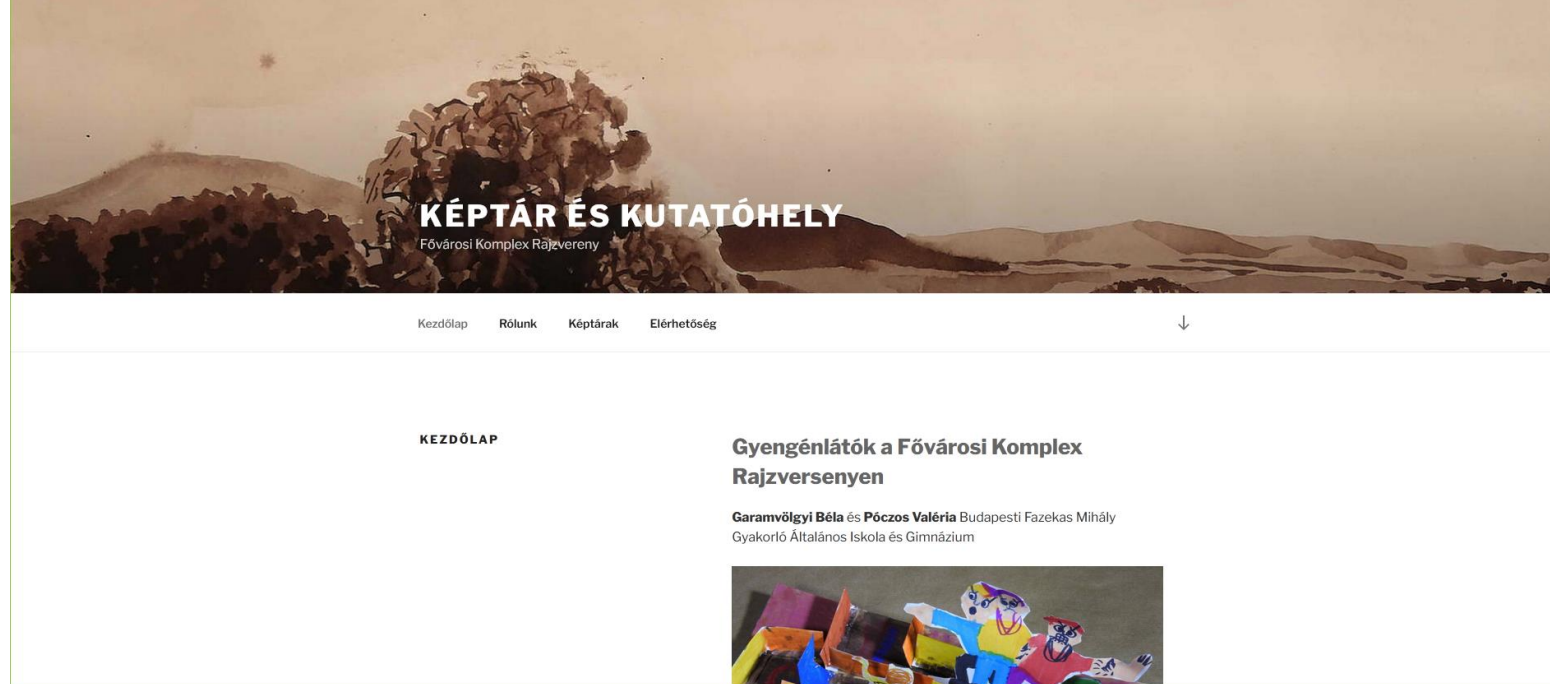 KÉPTÁR ÉS KUTATÓHELY
Fővárosi Komplex Rajzvereny
Kezdőlap Rólunk Képtárak Elérhetőség
KEZDŐLAP
Gyengénlátók a Fővárosi Komplex
Rajzversenyen
Garamvölgyi Béla és Póczos Valéria Budapesti Fazekas Mihály
Gyakorló Általános Iskola és Gimnázium